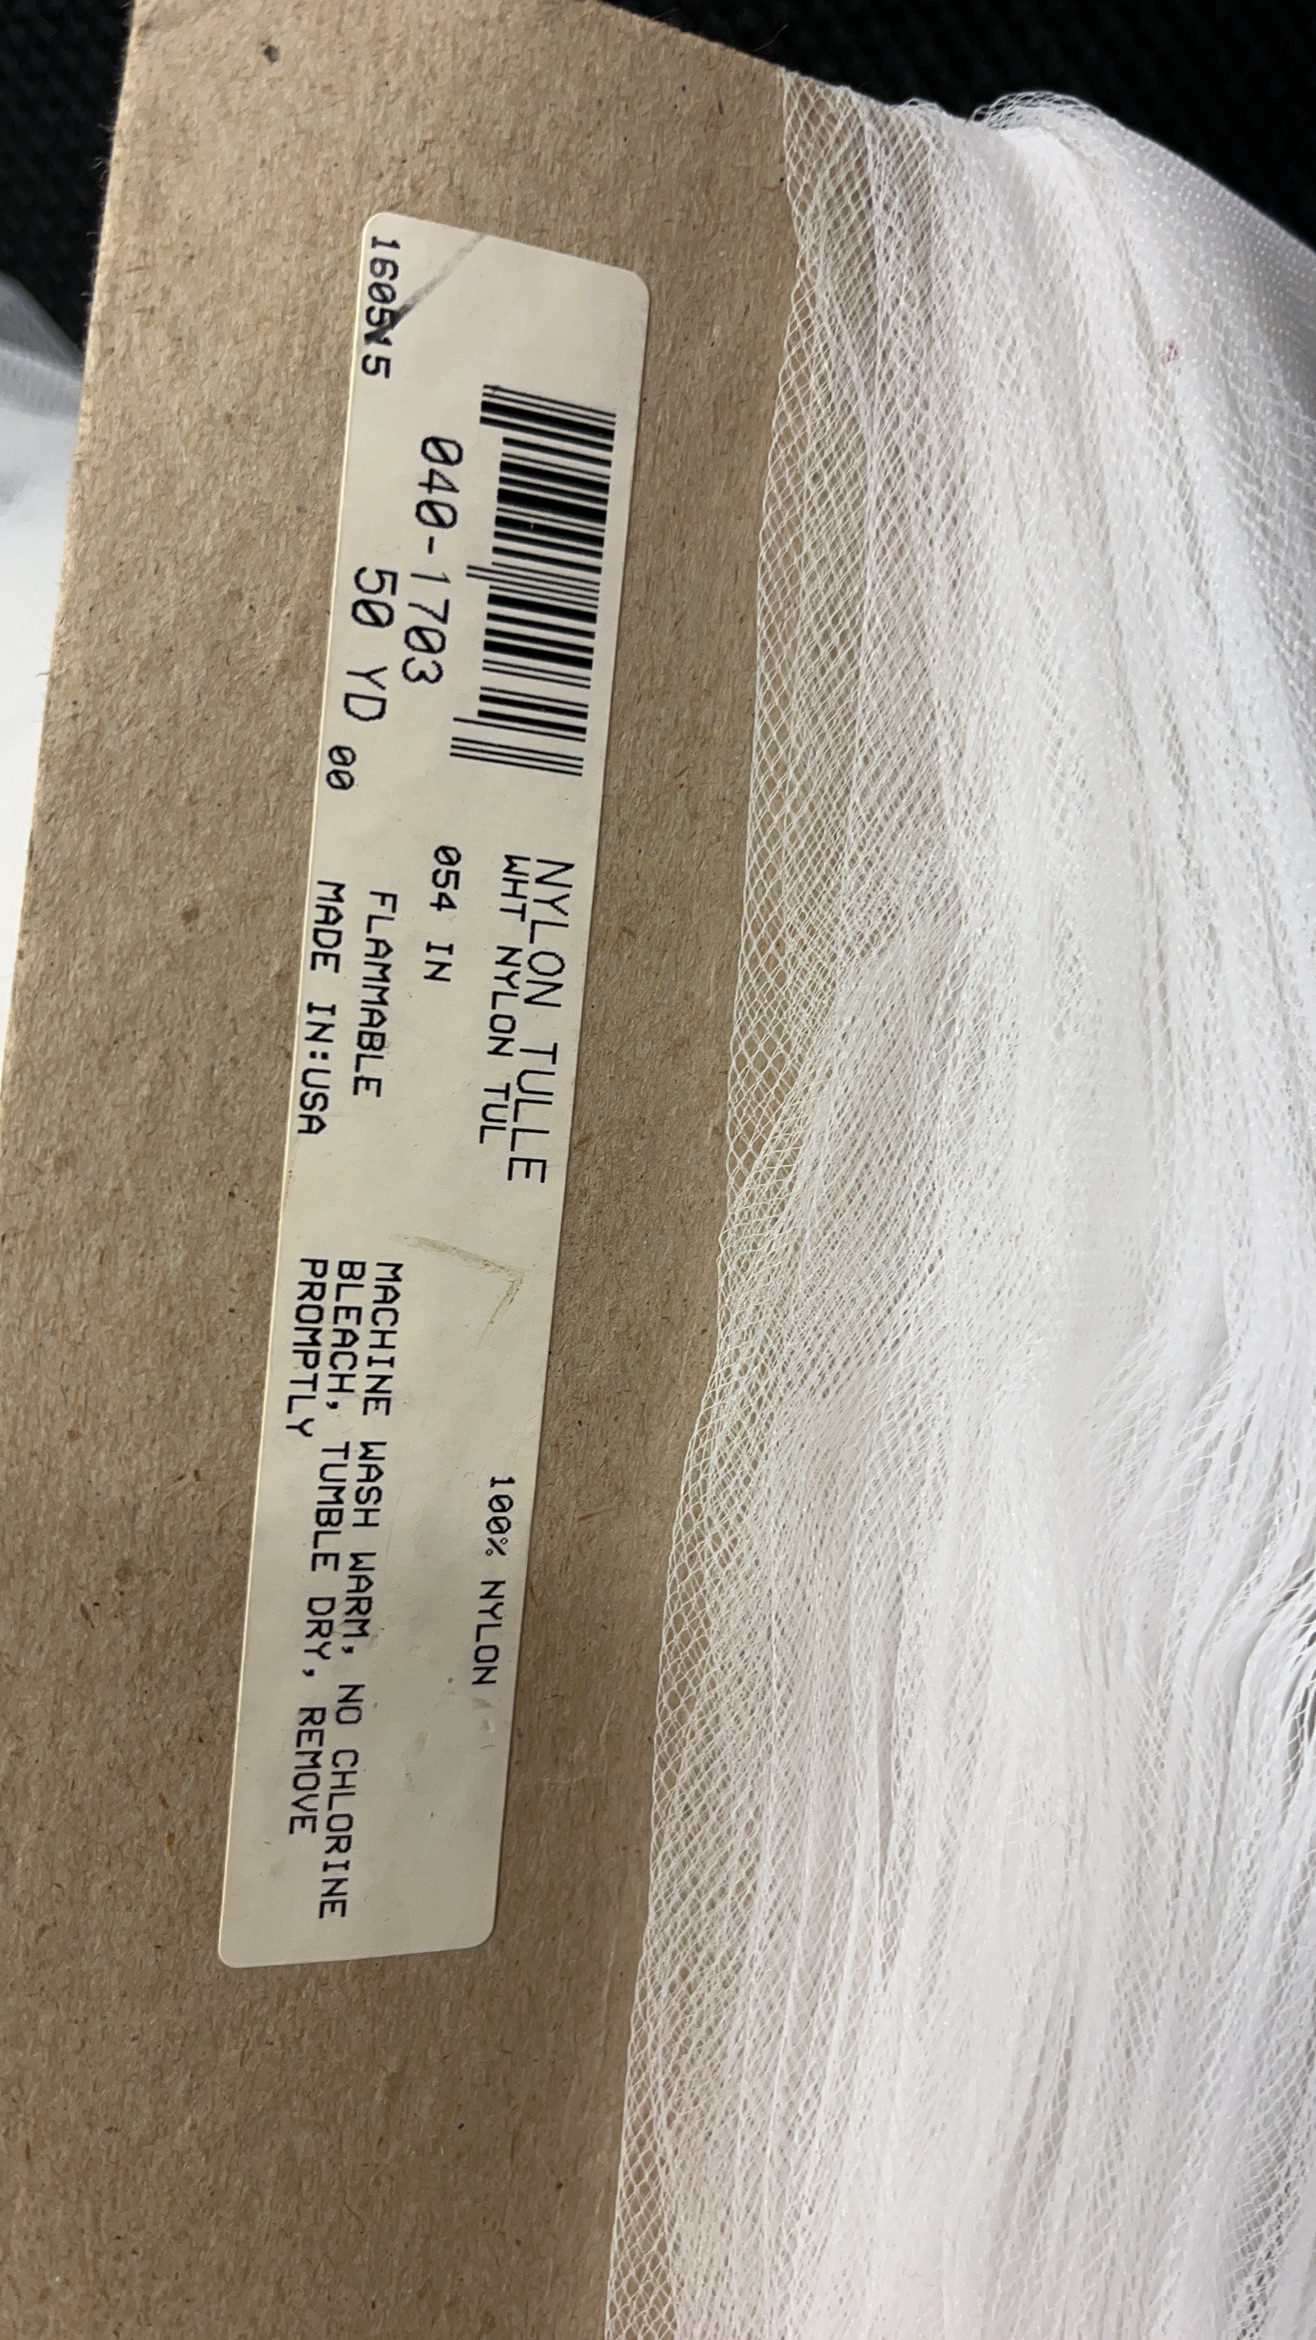 NYLON TULLE
WHT NYLON TUL
100% NYLON
040-1703
054 IN
50 YD
00
FLAMMABLE
MADE IN:USA
MACHINE WASH WARM, NO CHLORINE
BLEACH, TUMBLE DRY, REMOVE
PROMPTLY